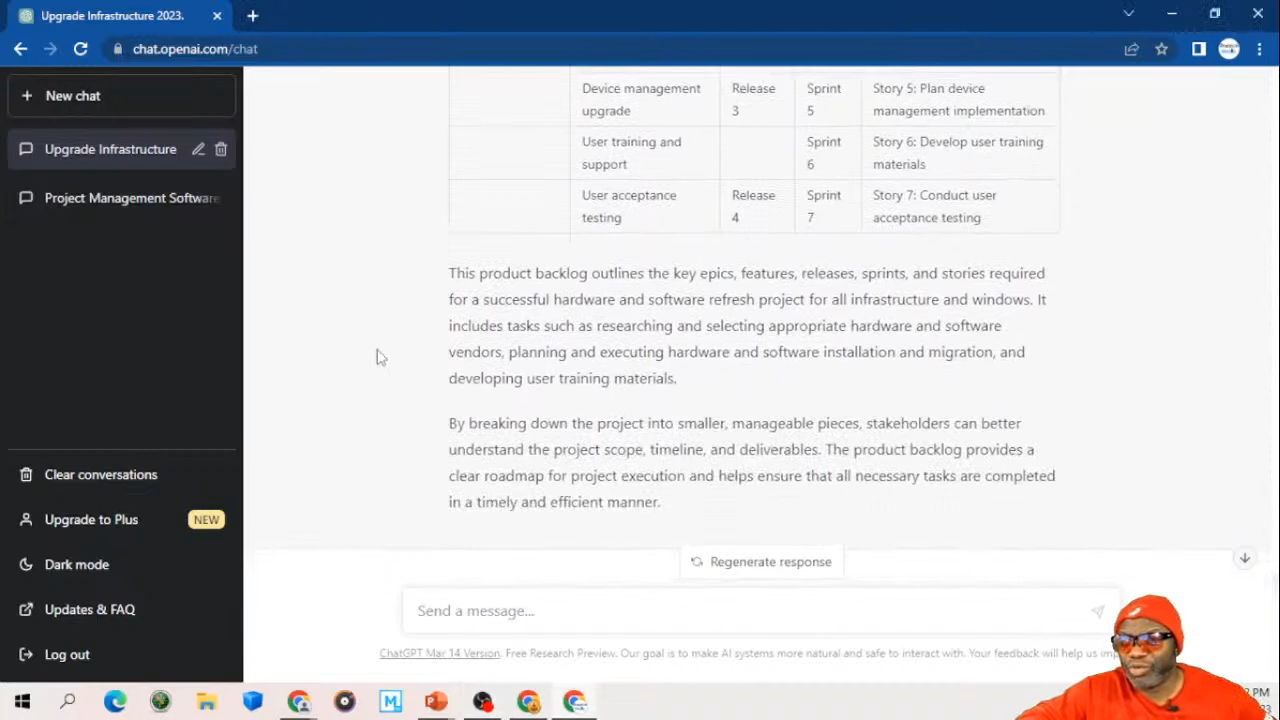 Upgrade Infrastructure 2023.
chat.openai.com/chat
New chat
Upgrade Infrastructure
Project Management Software
Clear conversations
Upgrade to Plus NEW
Dark mode
Updates & FAQ
Log out
Device management Release Sprint Story 5: Plan device
upgrade 3 5 management implementation
User training and Sprint Story 6: Develop user training
support 6 materials
User acceptance Release Sprint Story 7: Conduct user
testing 4 7 acceptance testing
This product backlog outlines the key epics, features, releases, sprints, and stories required
for a successful hardware and software refresh project for all infrastructure and windows. It
includes tasks such as researching and selecting appropriate hardware and software
vendors, planning and executing hardware and software installation and migration, and
developing user training materials.
By breaking down the project into smaller, manageable pieces, stakeholders can better
understand the project scope, timeline, and deliverables. The product backlog provides a
clear roadmap for project execution and helps ensure that all necessary tasks are completed
in a timely and efficient manner.
Regenerate response
Send a message...
ChatGPT Mar 14 Version. Free Research Preview. Our goal is to make AI systems more natural and safe to interact with. Your feedback will help us
PM